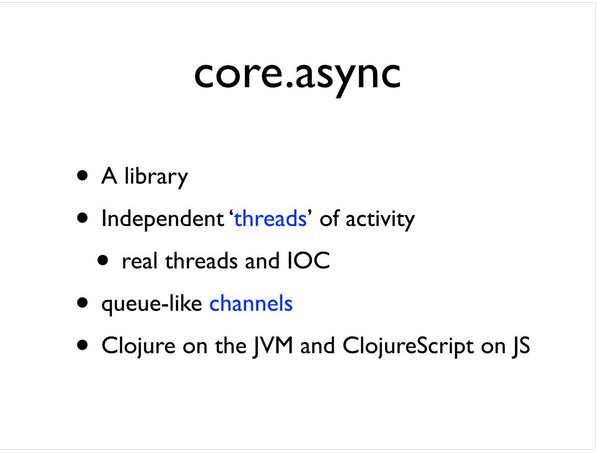 core.async
• A library
• Independent ‘threads’ of activity
• real threads and IOC
• queue-like channels
• Clojure on the JVM and ClojureScript on JS